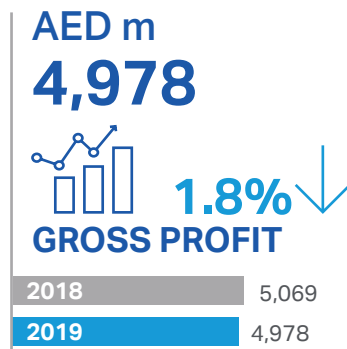 AED m
4,978
1.8%
GROSS PROFIT
2018 5,069
2019 4,978